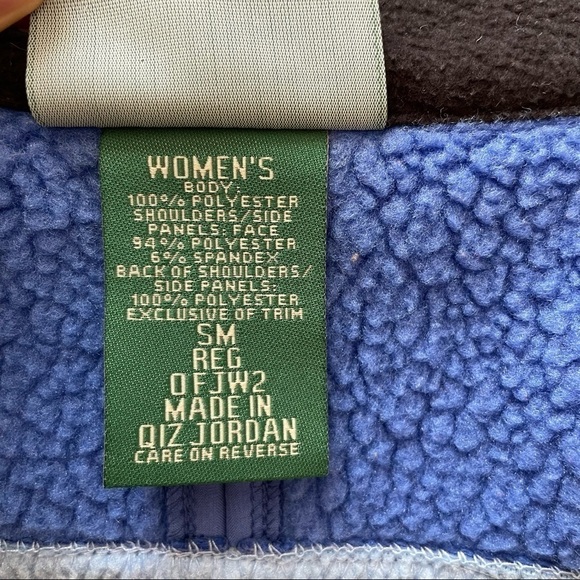 WOMEN'S
BODY:
100% POLYESTER
SHOULDERS/SIDE
PANELS: FACE
94% POLYESTER
6% SPANDEX
BACK OF SHOULDERS/
SIDE PANELS:
100% POLYESTER
EXCLUSIVE OF TRIM
SM
REG
0FJW2
MADE IN
QIZ JORDAN
CARE ON REVERSE